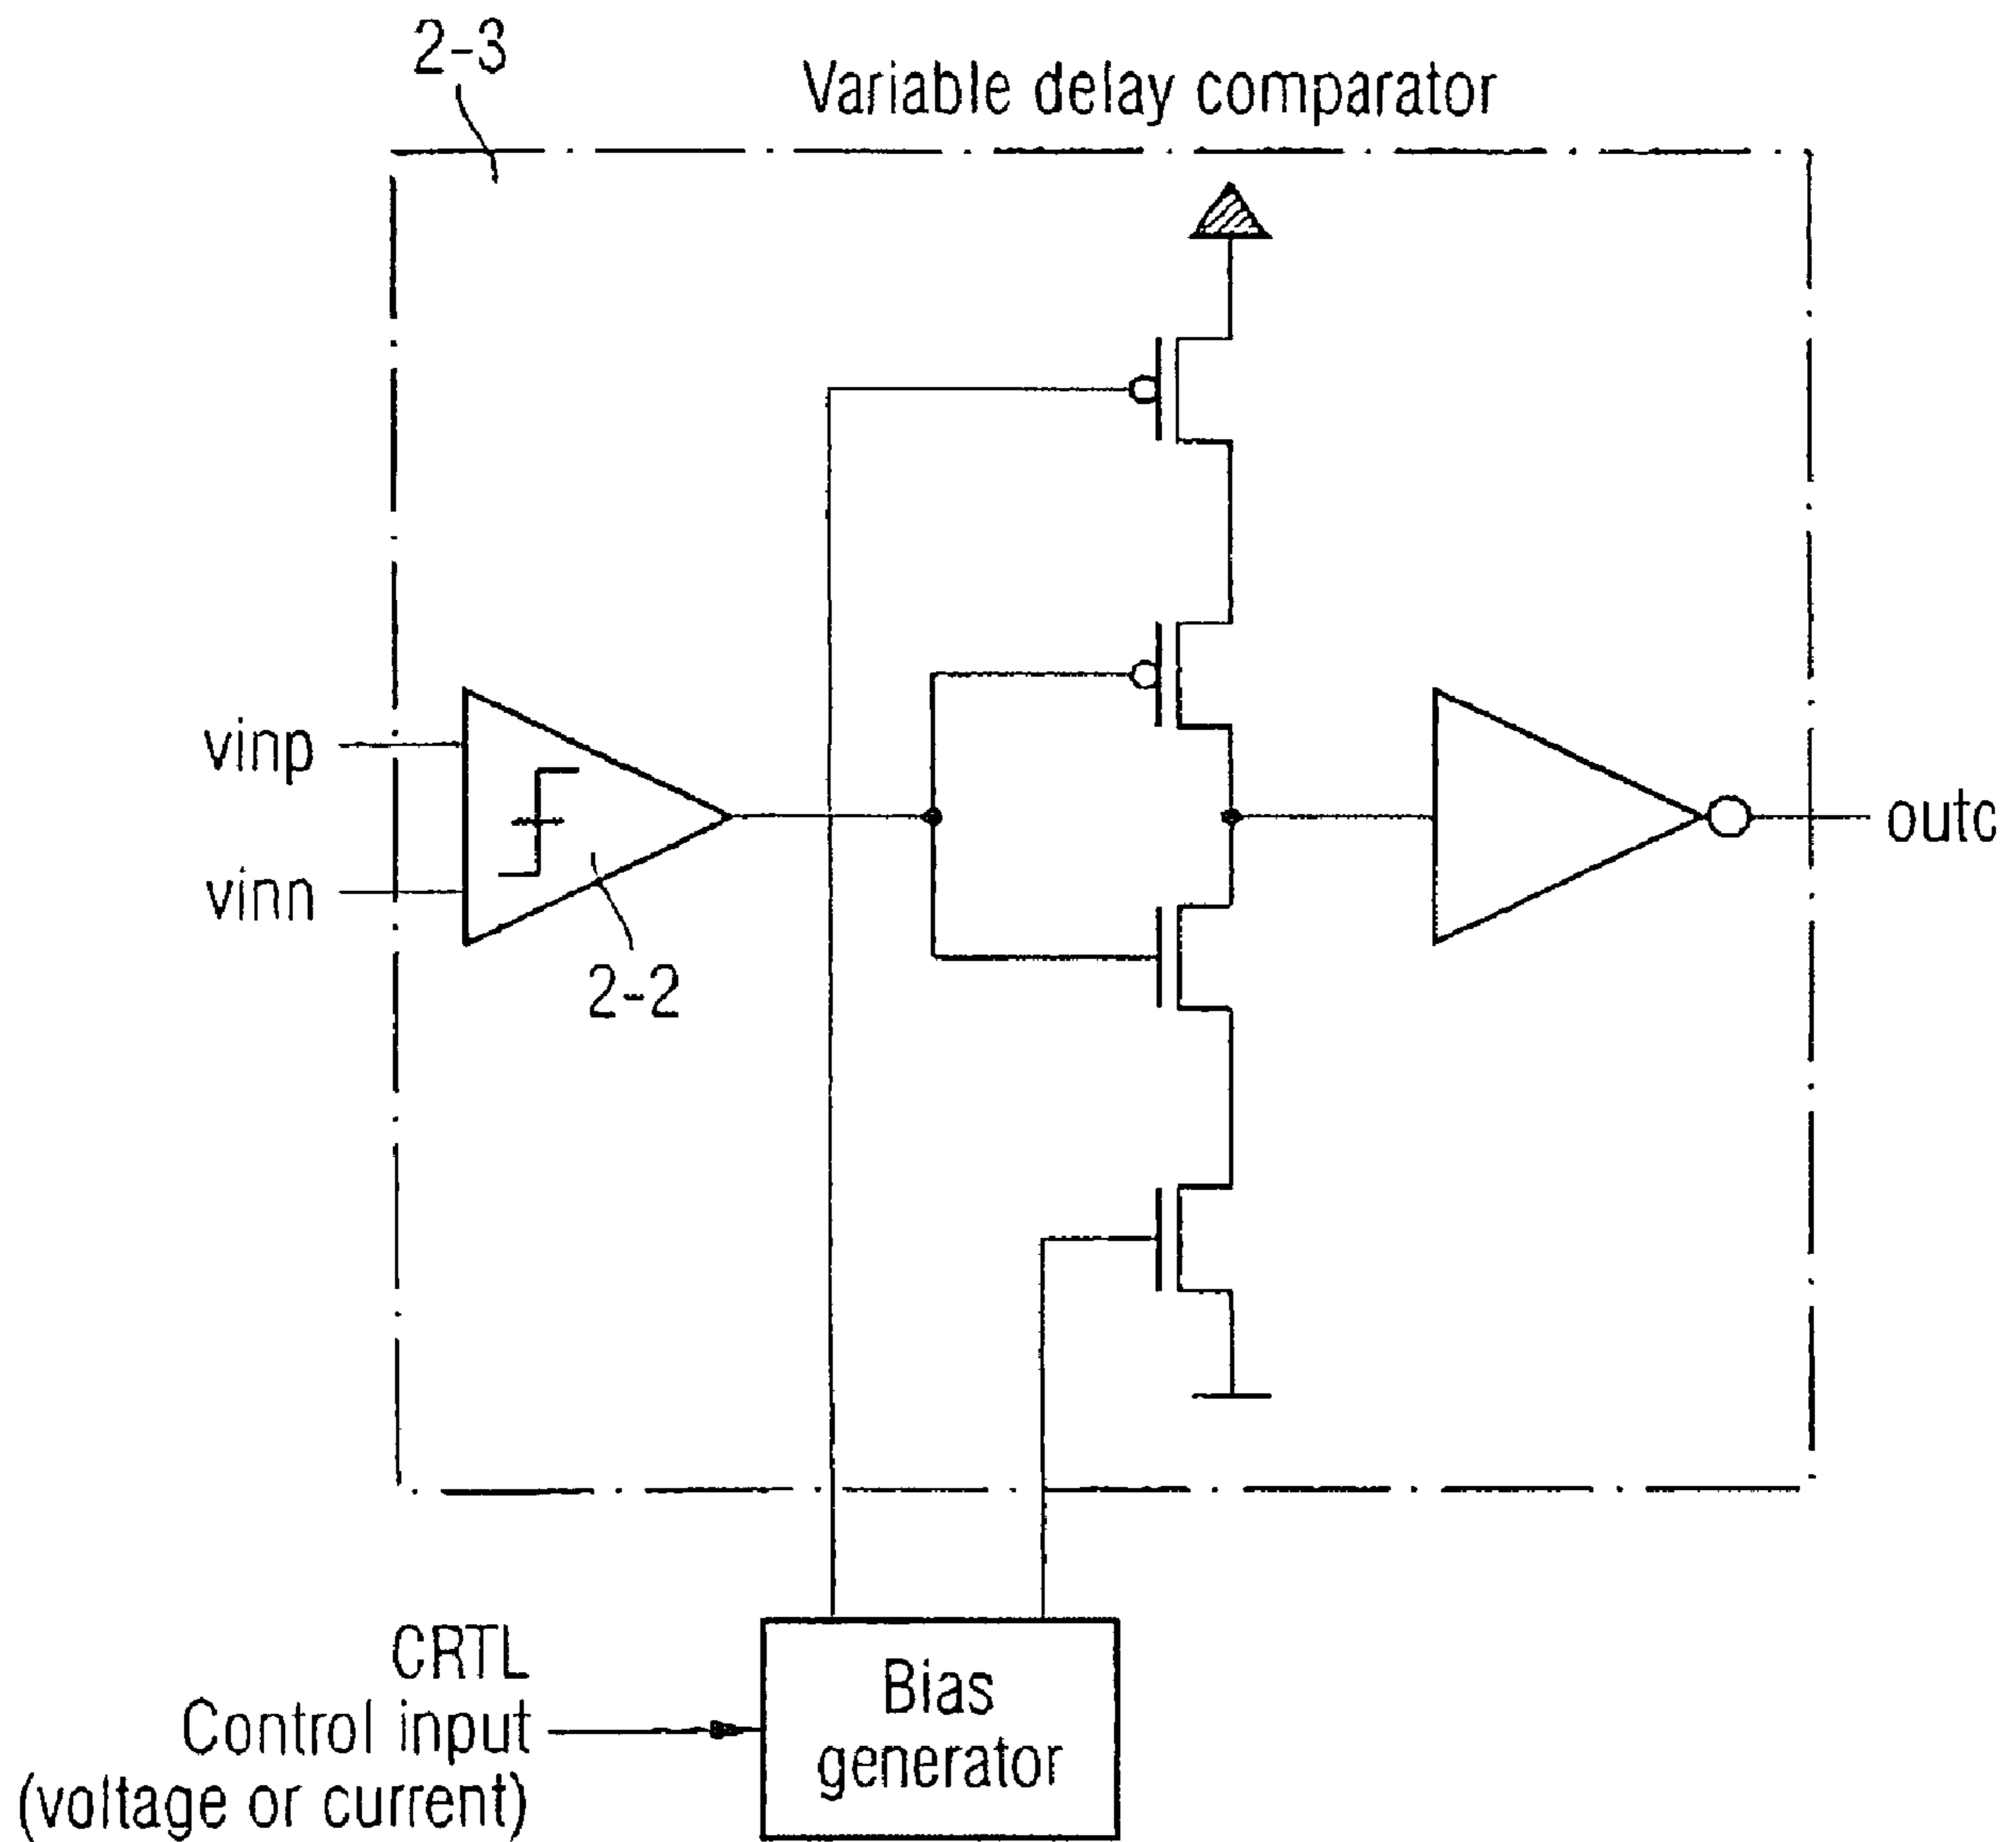 2-3
Variable delay comparator
vinp
vinn
2-2
outc
CRTL
Control input
(voltage or current)
Bias
generator